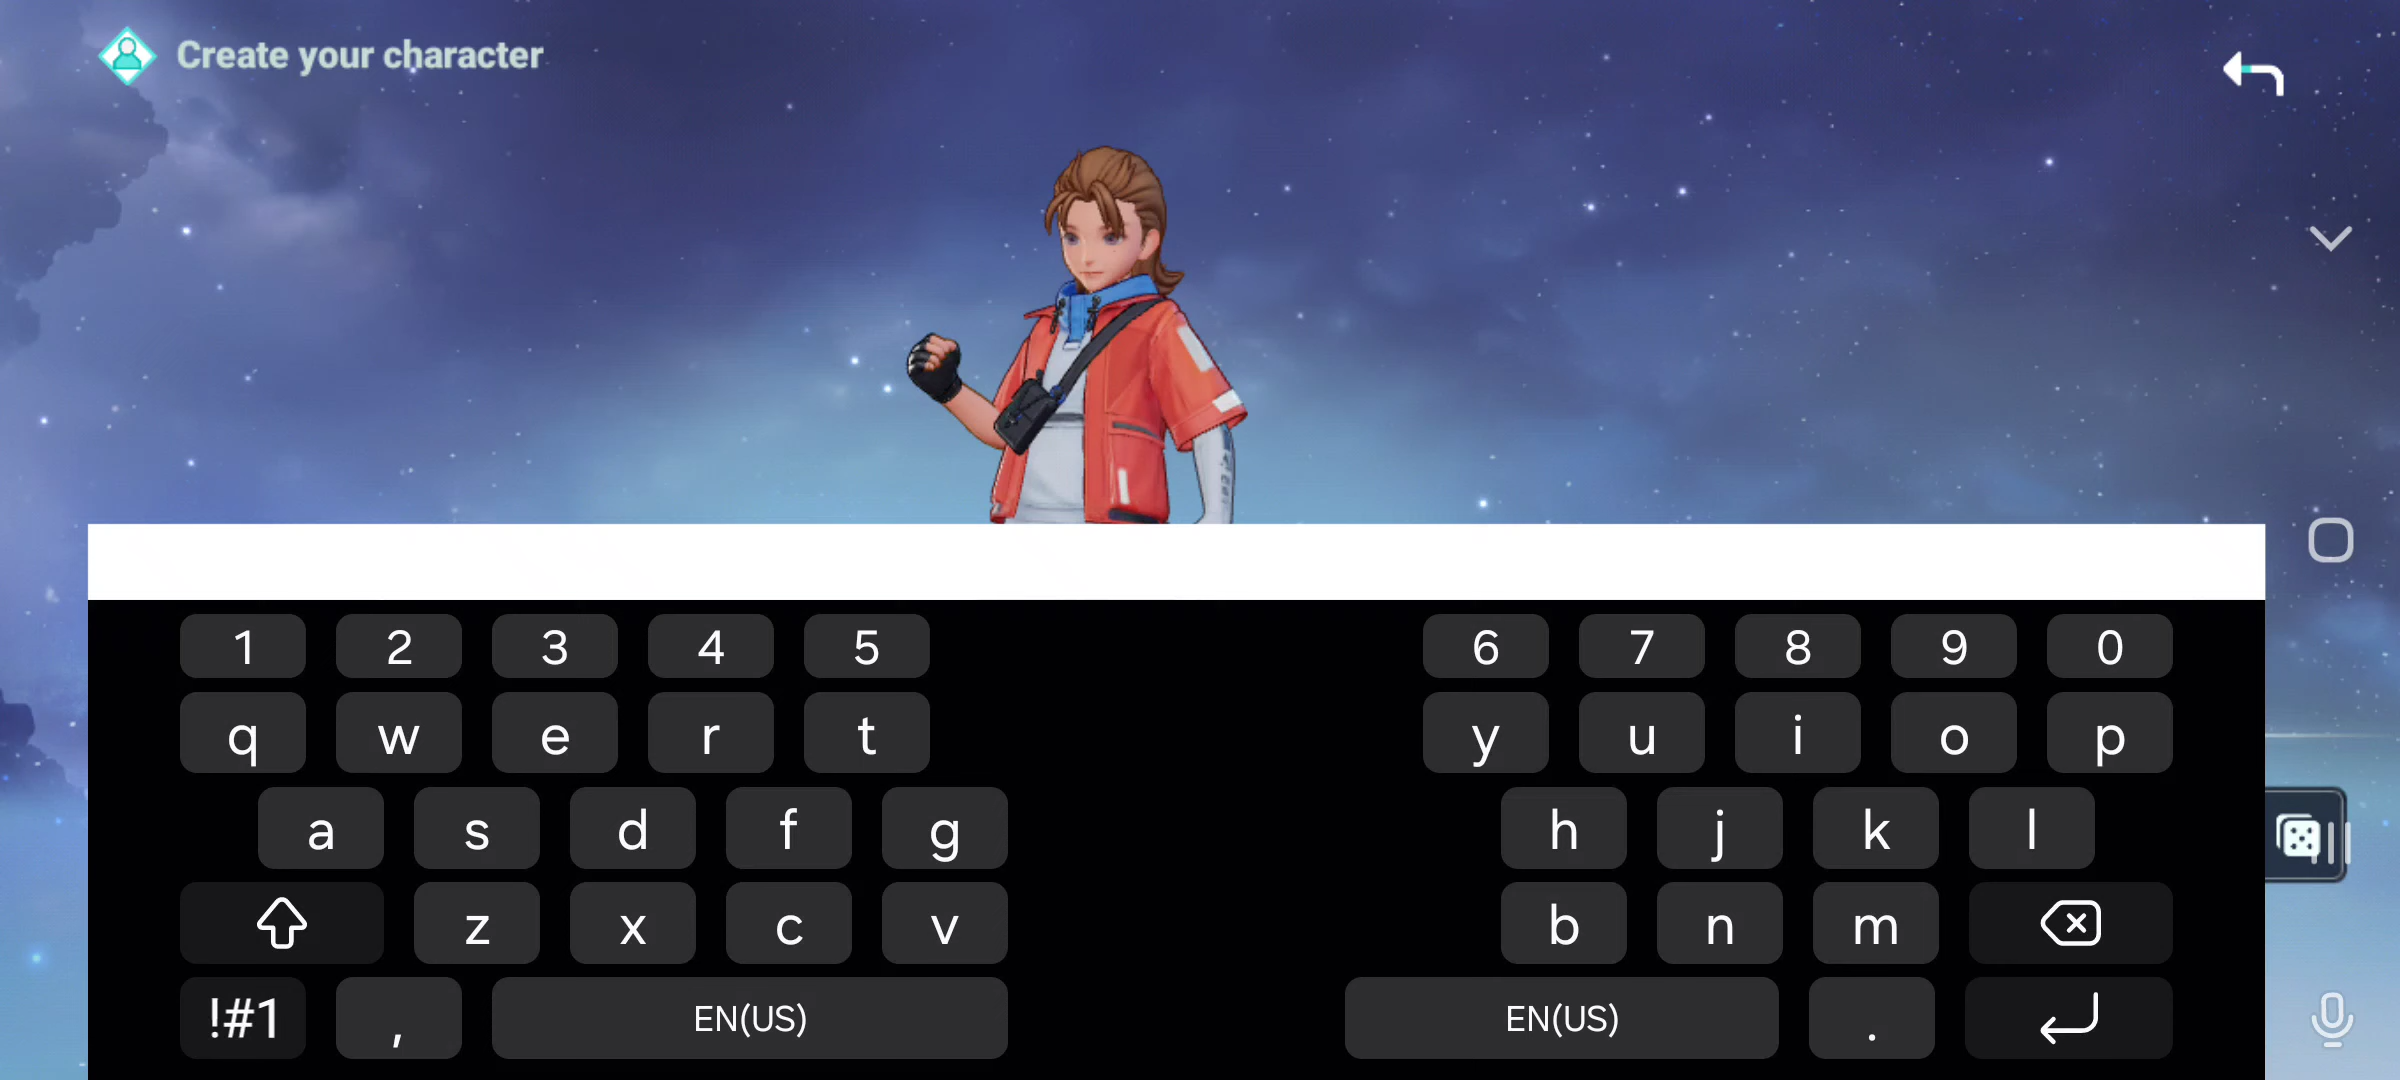 Create your character
1 2 3 4 5 6 7 8 9 0
q w e r t y u i o p
a s d f g h j k l
z x c v b n m
!#1 , EN(US) EN(US) .